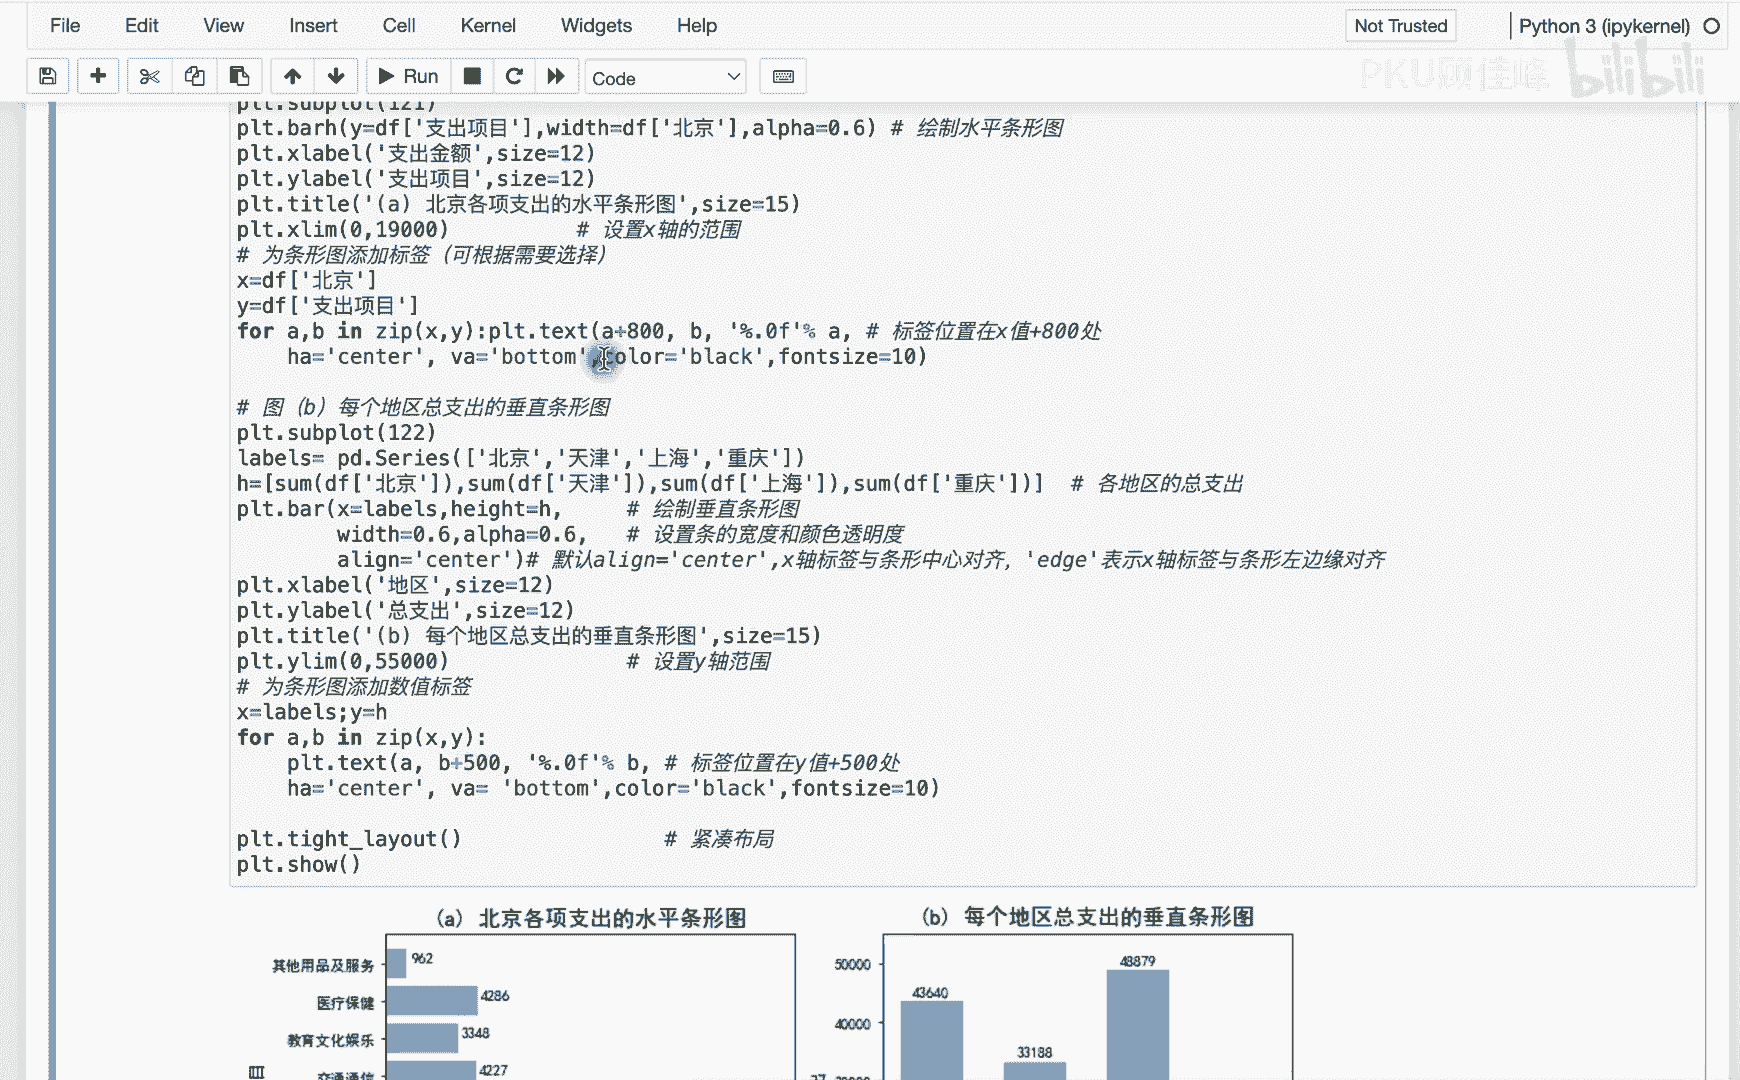 File Edit View Insert Cell Kernel Widgets Help Not Trusted Python 3 (ipykernel)
Run Code PKU顾佳峰 bilibili
plt.subplot(121)
plt.barh(y=df['支出项目'],width=df['北京'],alpha=0.6) # 绘制水平条形图
plt.xlabel('支出金额',size=12)
plt.ylabel('支出项目',size=12)
plt.title('(a) 北京各项支出的水平条形图',size=15)
plt.xlim(0,19000) # 设置x轴的范围
# 为条形图添加标签（可根据需要选择）
x=df['北京']
y=df['支出项目']
for a,b in zip(x,y):plt.text(a+800, b, '%.0f'% a, # 标签位置在x值+800处
ha='center', va='bottom',color='black',fontsize=10)
# 图（b）每个地区总支出的垂直条形图
plt.subplot(122)
labels= pd.Series(['北京','天津','上海','重庆'])
h=[sum(df['北京']),sum(df['天津']),sum(df['上海']),sum(df['重庆'])] # 各地区的总支出
plt.bar(x=labels,height=h, # 绘制垂直条形图
width=0.6,alpha=0.6, # 设置条的宽度和颜色透明度
align='center')# 默认align='center',x轴标签与条形中心对齐，'edge'表示x轴标签与条形左边缘对齐
plt.xlabel('地区',size=12)
plt.ylabel('总支出',size=12)
plt.title('(b) 每个地区总支出的垂直条形图',size=15)
plt.ylim(0,55000) # 设置y轴范围
# 为条形图添加数值标签
x=labels;y=h
for a,b in zip(x,y):
plt.text(a, b+500, '%.0f'% b, # 标签位置在y值+500处
ha='center', va= 'bottom',color='black',fontsize=10)
plt.tight_layout() # 紧凑布局
plt.show()
(a) 北京各项支出的水平条形图 (b) 每个地区总支出的垂直条形图
其他用品及服务 962 50000 48879
医疗保健 4286 43640
教育文化娱乐 3348 40000
33188
交通通信 4227
目